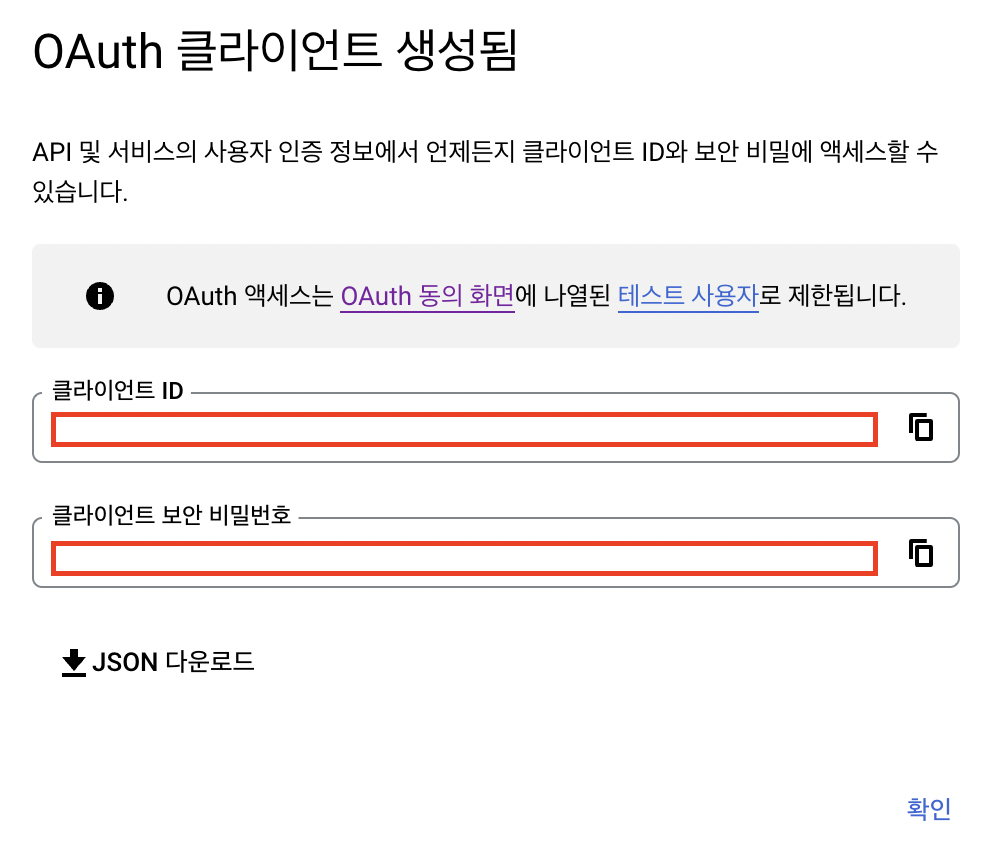 OAuth 클라이언트 생성됨
API 및 서비스의 사용자 인증 정보에서 언제든지 클라이언트 ID와 보안 비밀에 액세스할 수
있습니다.
OAuth 액세스는 OAuth 동의 화면에 나열된 테스트 사용자로 제한됩니다.
클라이언트 ID
클라이언트 보안 비밀번호
JSON 다운로드
확인